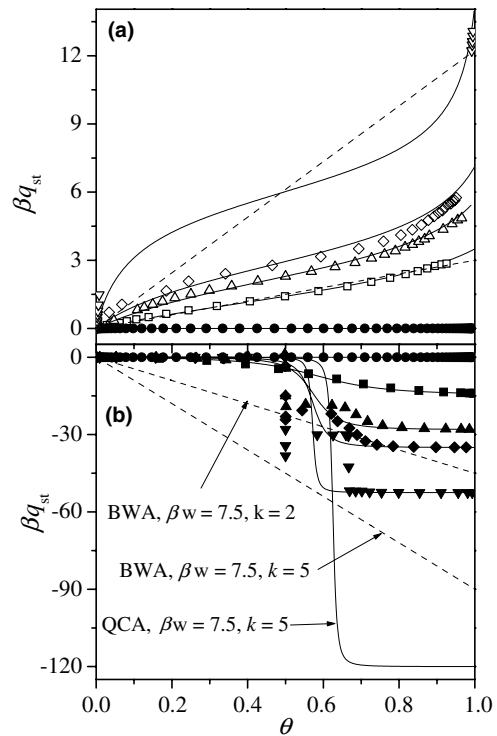 (a)
12
9
6
3
0
βq_st
0
-30
-60
-90
-120
βq_st
(b)
BWA, βw = 7.5, k = 2
BWA, βw = 7.5, k = 5
QCA, βw = 7.5, k = 5
0.0 0.2 0.4 0.6 0.8 1.0
θ